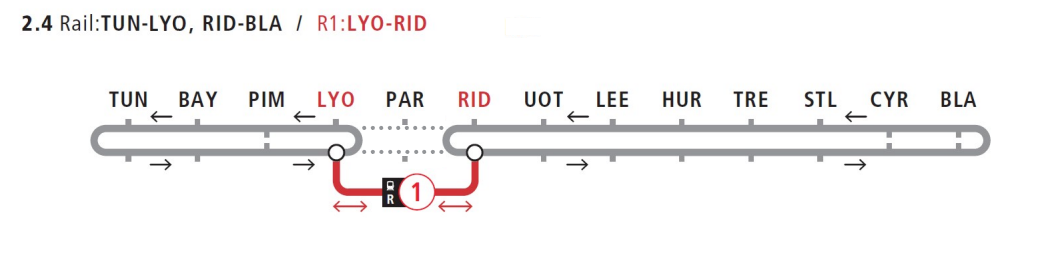 2.4 Rail:TUN-LYO, RID-BLA / R1:LYO-RID
TUN BAY PIM LYO PAR RID UOT LEE HUR TRE STL CYR BLA
R 1